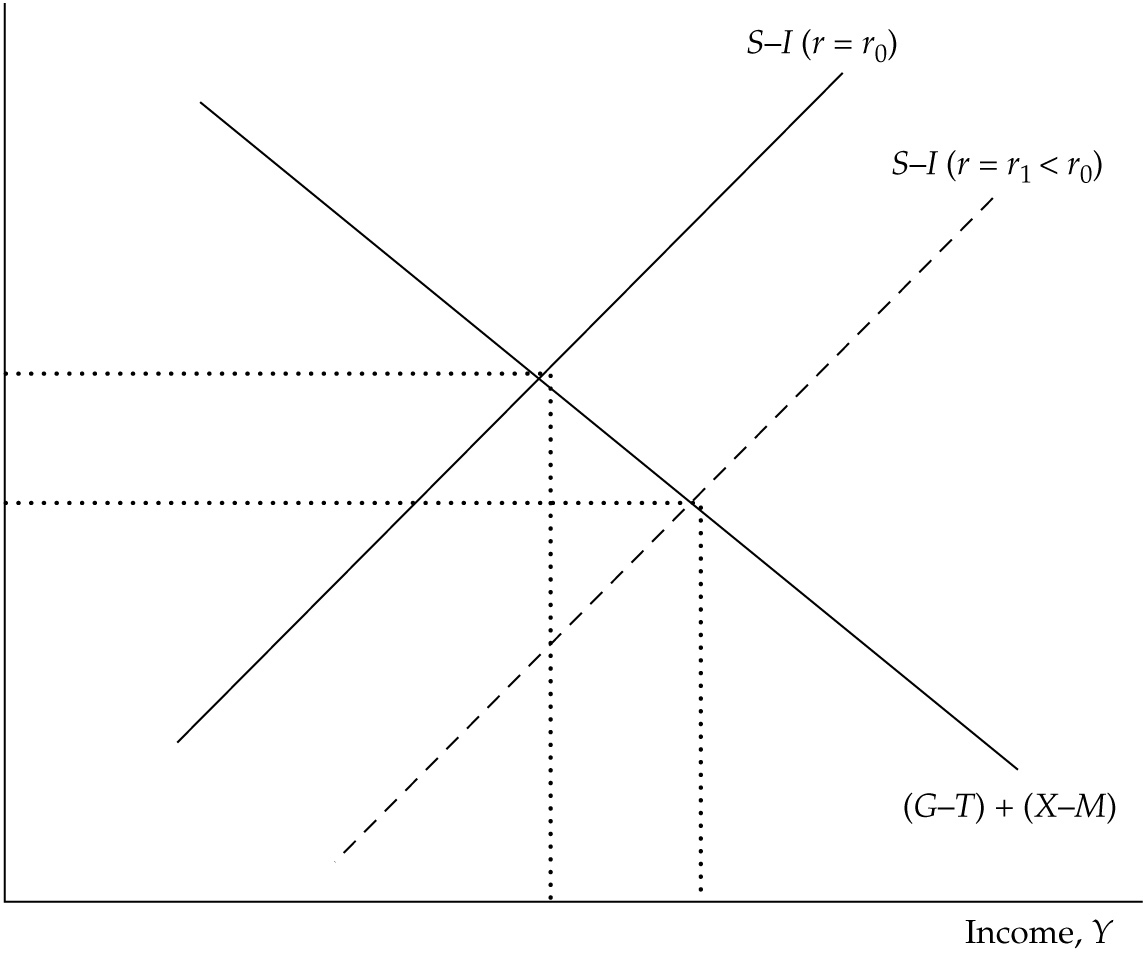 S–I (r = r₀)
S–I (r = r₁ < r₀)
(G–T) + (X–M)
Income, Y